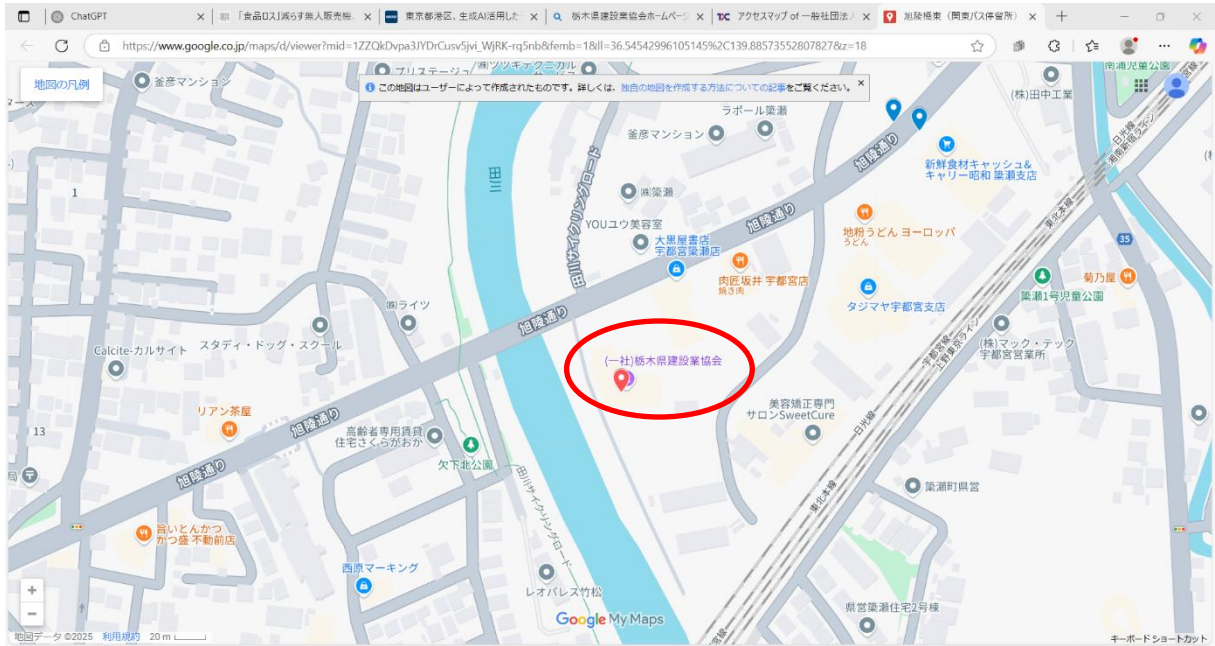 ChatGPT
「食品ロス」減らす無人販売機、
東京都港区、生成AI活用した
栃木県建設業協会ホームページ
アクセスマップ of 一般社団法人
旭陵橋東（関東バス停留所）
https://www.google.co.jp/maps/d/viewer?mid=1ZZQkDvpa3JYDrCusv5jvi_WjRK-rq5nb&femb=1&ll=36.54542996105145%2C139.88573552807827&z=18
地図の凡例
釜彦マンション
この地図はユーザーによって作成されたものです。詳しくは、独自の地図を作成する方法についての記事をご覧ください。
南浦児童公園
(株)田中工業
ラポール簗瀬
釜彦マンション
旭陵通り
新鮮食材キャッシュ&
キャリー昭和 簗瀬支店
日光線
湘南新宿ライン
田川
1
㈱簗瀬
田川サイクリングロード
YOUユウ美容室
旭陵通り
地粉うどん ヨーロッパ
うどん
東北本線
大黒屋書店
宇都宮簗瀬店
35
肉匠坂井 宇都宮店
焼き肉
菊乃屋
簗瀬1号児童公園
タジマヤ宇都宮支店
㈱ライツ
旭陵通り
スタディ・ドッグ・スクール
Calcite-カルサイト
(株)マック・テック
宇都宮営業所
宇都宮線
上野東京ライン
(一社)栃木県建設業協会
美容矯正専門
サロンSweetCure
リアン茶屋
旭陵通り
高齢者専用賃貸
住宅さくらがおか
日光線
13
欠下北公園
旭陵通り
田川サイクリングロード
東北本線
簗瀬町県営
旨いとんかつ
かつ盛 不動前店
西原マーキング
レオパレス竹松
県営簗瀬住宅2号棟
Google My Maps
地図データ ©2025 利用規約 20 m
キーボード ショートカット